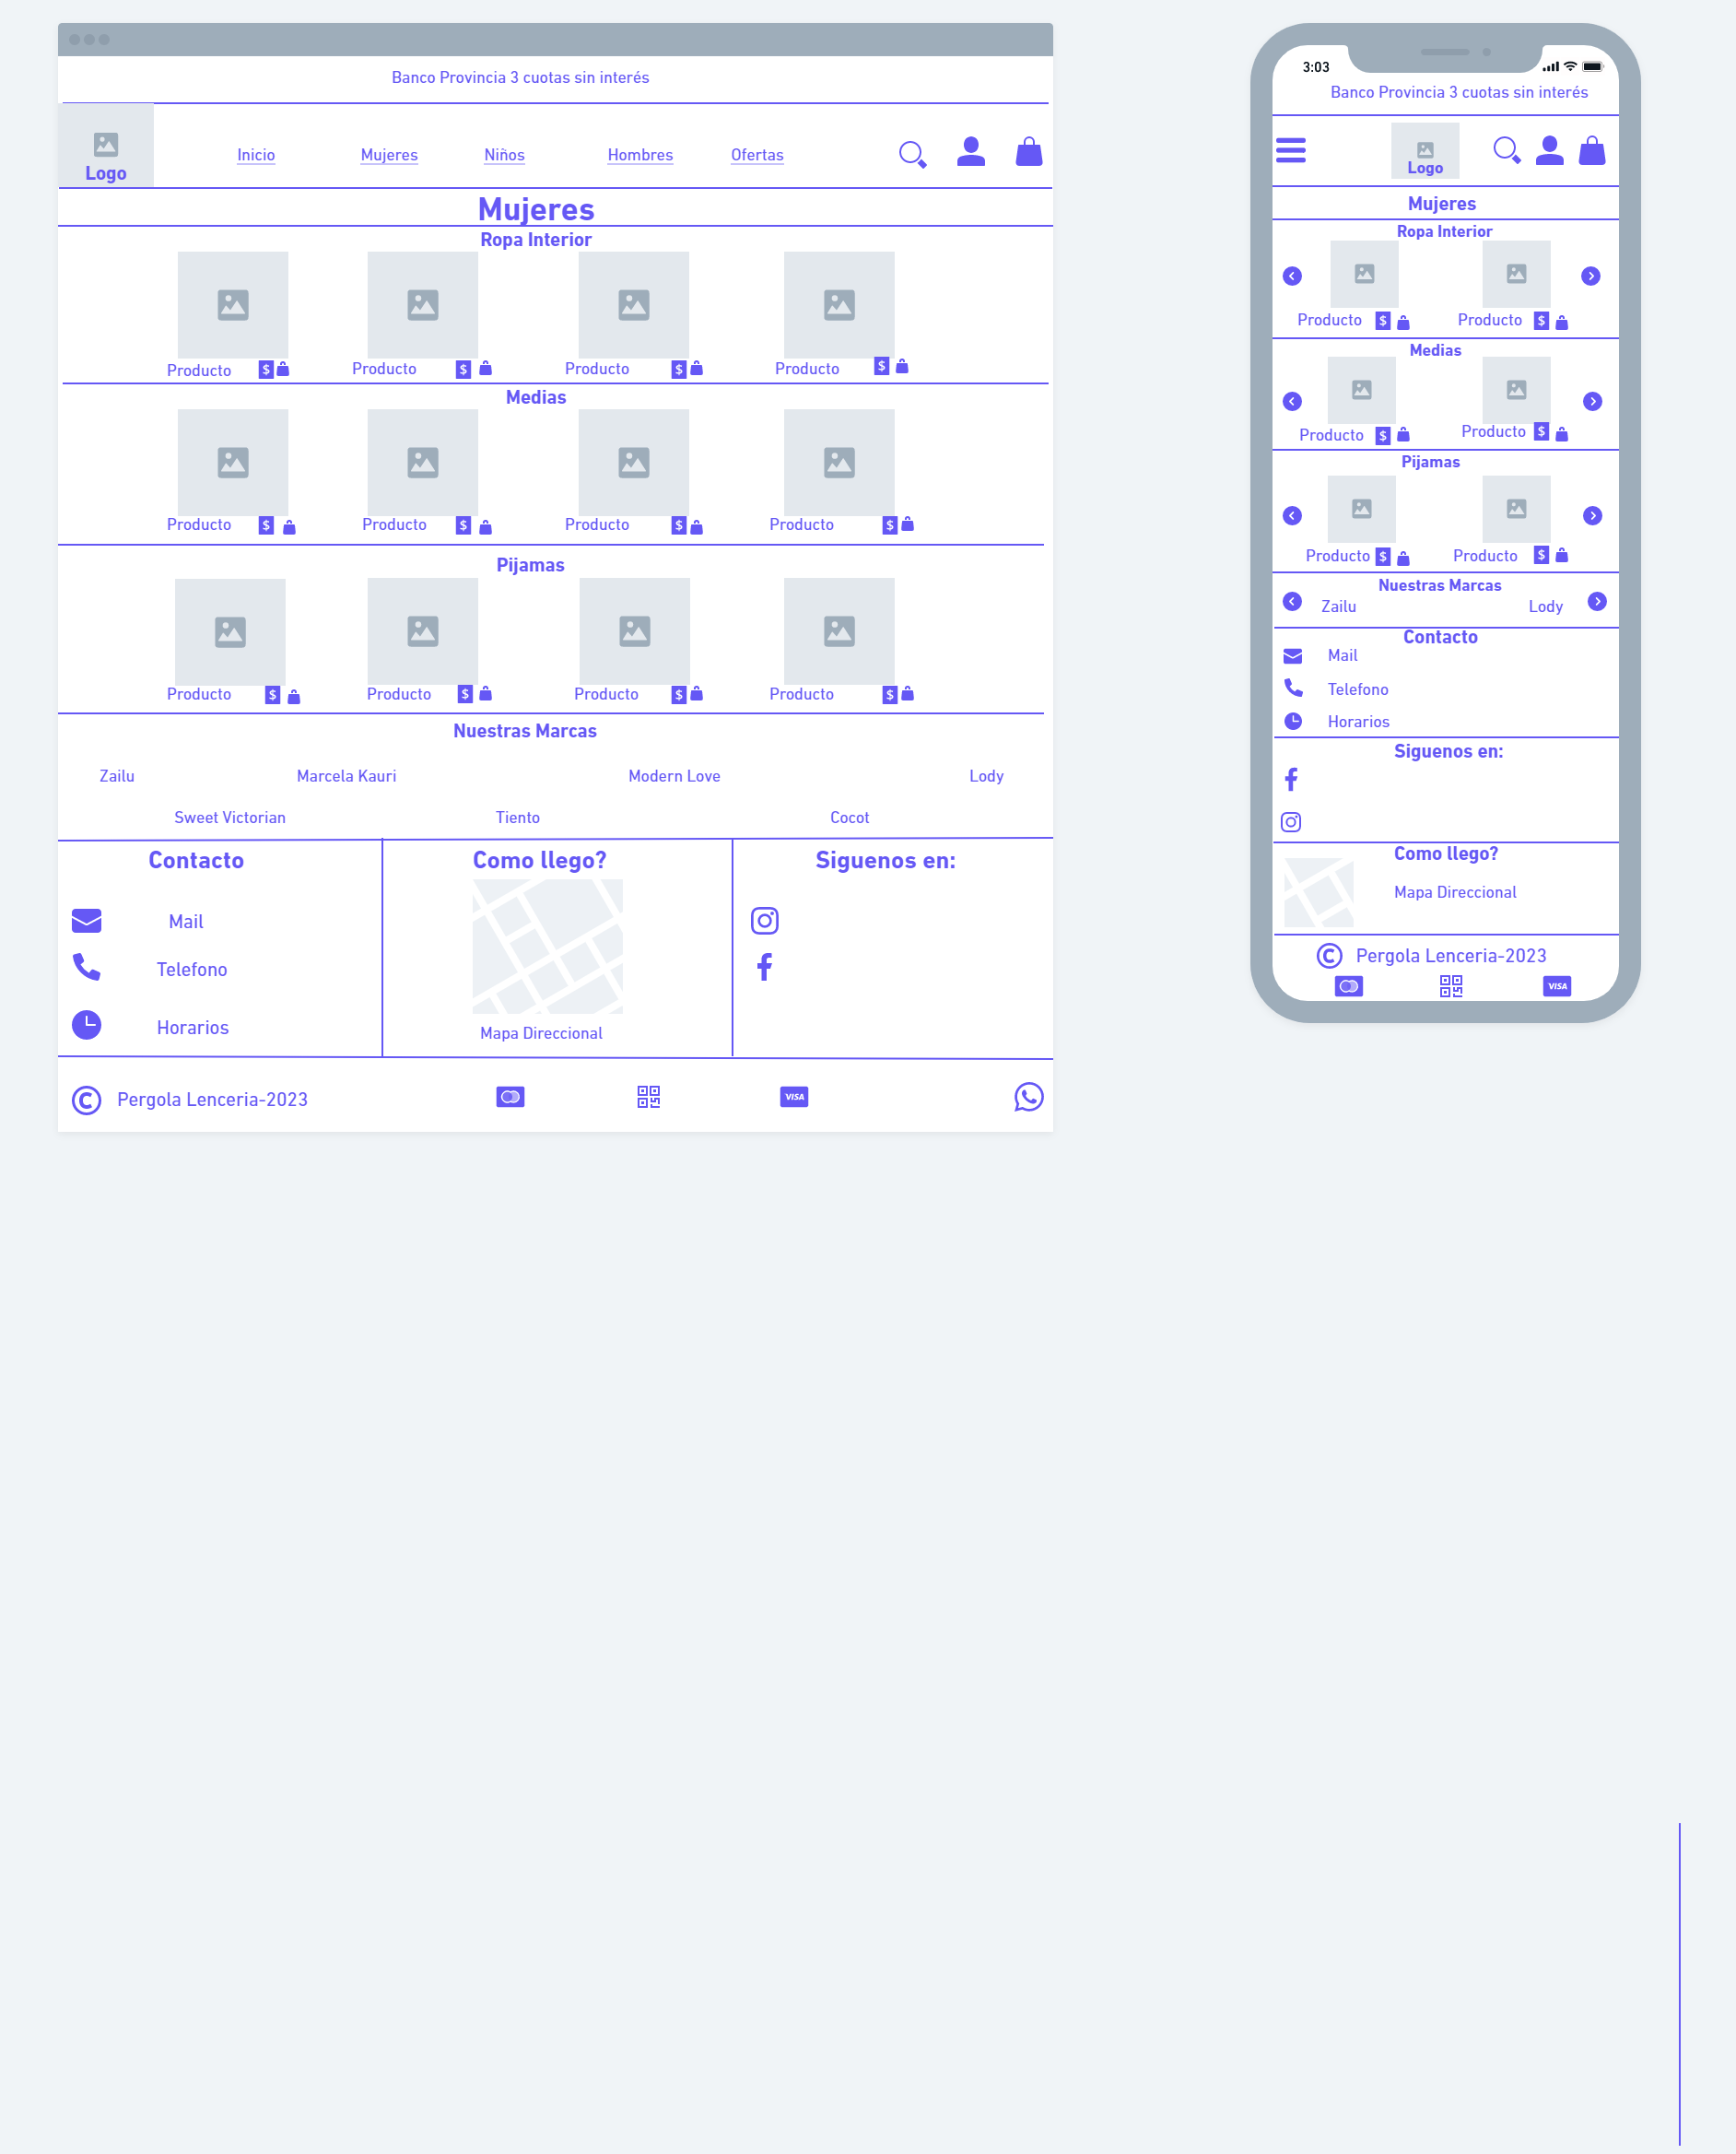 Banco Provincia 3 cuotas sin interés
Logo
Inicio Mujeres Niños Hombres Ofertas
Mujeres
Ropa Interior
Producto $ Producto $ Producto $ Producto $
Medias
Producto $ Producto $ Producto $ Producto $
Pijamas
Producto $ Producto $ Producto $ Producto $
Nuestras Marcas
Zailu Marcela Kauri Modern Love Lody
Sweet Victorian Tiento Cocot
Contacto
Mail
Telefono
Horarios
Como llego?
Mapa Direccional
Siguenos en:
© Pergola Lenceria-2023
VISA
3:03
Banco Provincia 3 cuotas sin interés
Logo
Mujeres
Ropa Interior
Producto $ Producto $
Medias
Producto $ Producto $
Pijamas
Producto $ Producto $
Nuestras Marcas
Zailu Lody
Contacto
Mail
Telefono
Horarios
Siguenos en:
Como llego?
Mapa Direccional
© Pergola Lenceria-2023
VISA